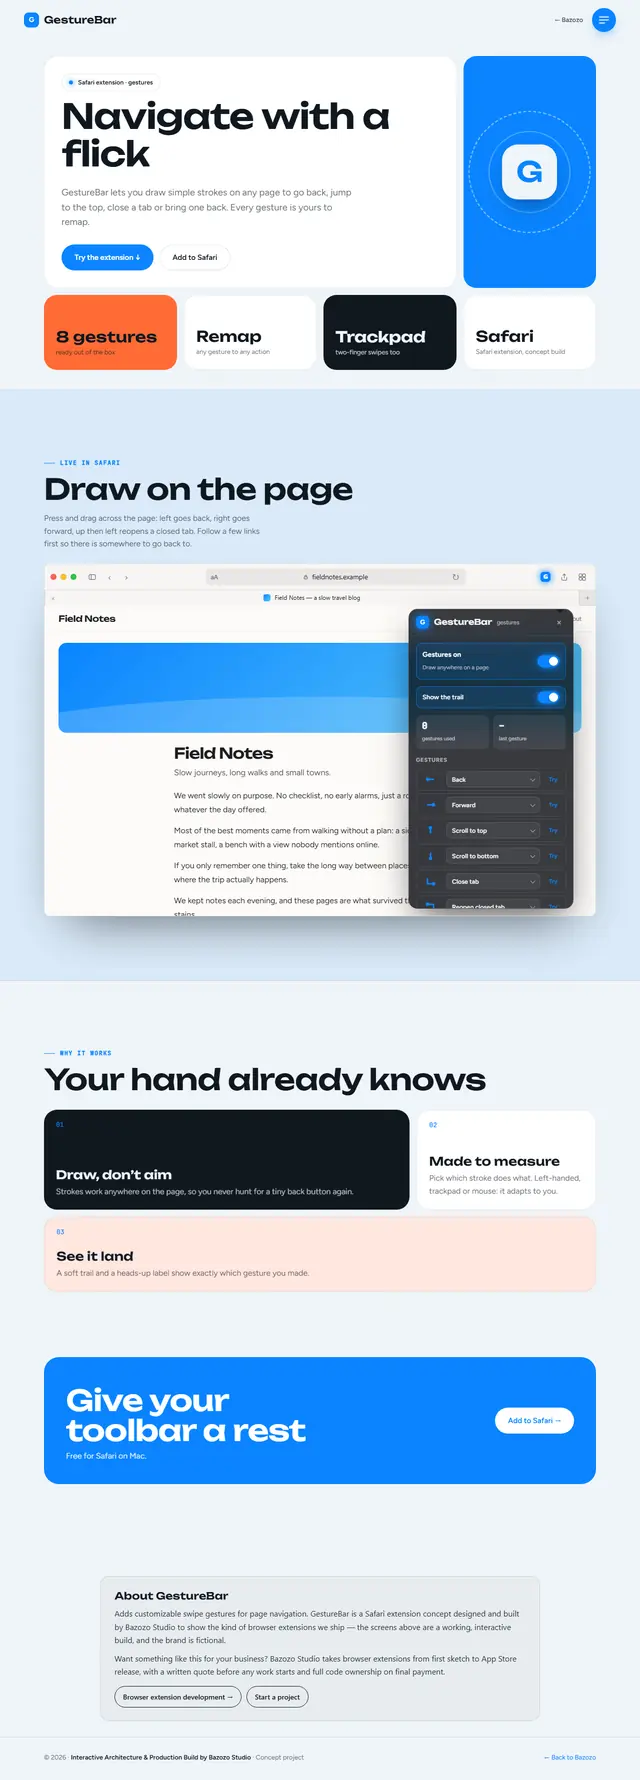 G GestureBar
← Bazozo
Safari extension · gestures
Navigate with a
flick
GestureBar lets you draw simple strokes on any page to go back, jump
to the top, close a tab or bring one back. Every gesture is yours to
remap.
Try the extension ↓
Add to Safari
G
8 gestures
ready out of the box
Remap
any gesture to any action
Trackpad
two-finger swipes too
Safari
Safari extension, concept build
LIVE IN SAFARI
Draw on the page
Press and drag across the page: left goes back, right goes
forward, up then left reopens a closed tab. Follow a few links
first so there is somewhere to go back to.
aA
fieldnotes.example
G
Field Notes — a slow travel blog
Field Notes
out
G GestureBar gestures
Gestures on
Draw anywhere on a page
Show the trail
0
gestures used
–
last gesture
GESTURES
Back
Try
Forward
Try
Scroll to top
Try
Scroll to bottom
Try
Close tab
Try
Reopen closed tab
Try
Field Notes
Slow journeys, long walks and small towns.
We went slowly on purpose. No checklist, no early alarms, just a
whatever the day offered.
Most of the best moments came from walking without a plan: a
market stall, a bench with a view nobody mentions online.
If you only remember one thing, take the long way between
where the trip actually happens.
We kept notes each evening, and these pages are what survived
stains.
WHY IT WORKS
Your hand already knows
01
Draw, don’t aim
Strokes work anywhere on the page, so you never hunt for a tiny back button again.
02
Made to measure
Pick which stroke does what. Left-handed,
trackpad or mouse: it adapts to you.
03
See it land
A soft trail and a heads-up label show exactly which gesture you made.
Give your
toolbar a rest
Free for Safari on Mac.
Add to Safari →
About GestureBar
Adds customizable swipe gestures for page navigation. GestureBar is a Safari extension concept designed and built
by Bazozo Studio to show the kind of browser extensions we ship — the screens above are a working, interactive
build, and the brand is fictional.
Want something like this for your business? Bazozo Studio takes browser extensions from first sketch to App Store
release, with a written quote before any work starts and full code ownership on final payment.
Browser extension development →
Start a project
© 2026 · Interactive Architecture & Production Build by Bazozo Studio · Concept project
← Back to Bazozo